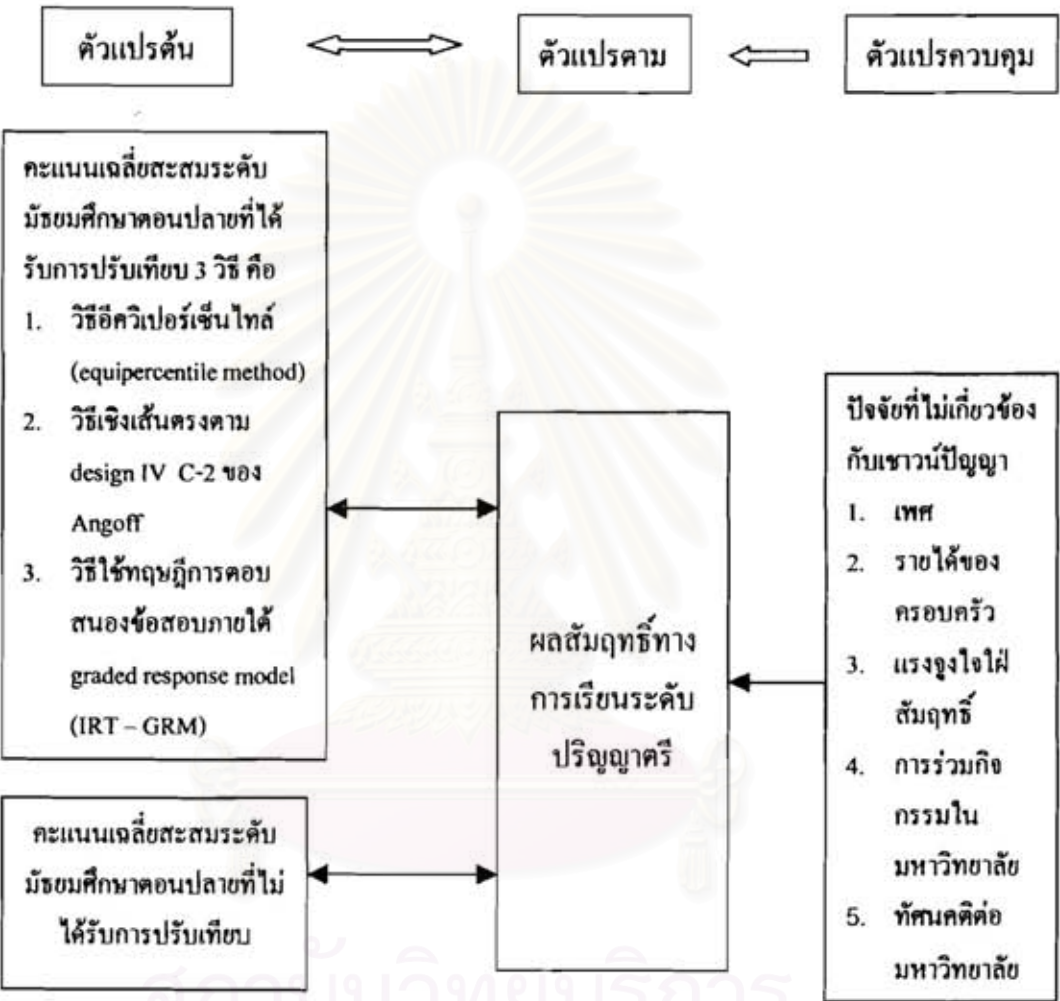 ตัวแปรต้น
ตัวแปรตาม
ตัวแปรควบคุม
คะแนนเฉลี่ยสะสมระดับ
มัธยมศึกษาตอนปลายที่ได้
รับการปรับเทียบ 3 วิธี คือ
1. วิธีอีควิเปอร์เซ็นไทล์
(equipercentile method)
2. วิธีเชิงเส้นตรงตาม
design IV C-2 ของ
Angoff
3. วิธีใช้ทฤษฎีการตอบ
สนองข้อสอบภายใต้
graded response model
(IRT – GRM)
คะแนนเฉลี่ยสะสมระดับ
มัธยมศึกษาตอนปลายที่ไม่
ได้รับการปรับเทียบ
ผลสัมฤทธิ์ทาง
การเรียนระดับ
ปริญญาตรี
ปัจจัยที่ไม่เกี่ยวข้อง
กับเชาวน์ปัญญา
1. เพศ
2. รายได้ของ
ครอบครัว
3. แรงจูงใจใฝ่
สัมฤทธิ์
4. การร่วมกิจ
กรรมใน
มหาวิทยาลัย
5. ทัศนคติต่อ
มหาวิทยาลัย
สถาบันวิทยบริการ